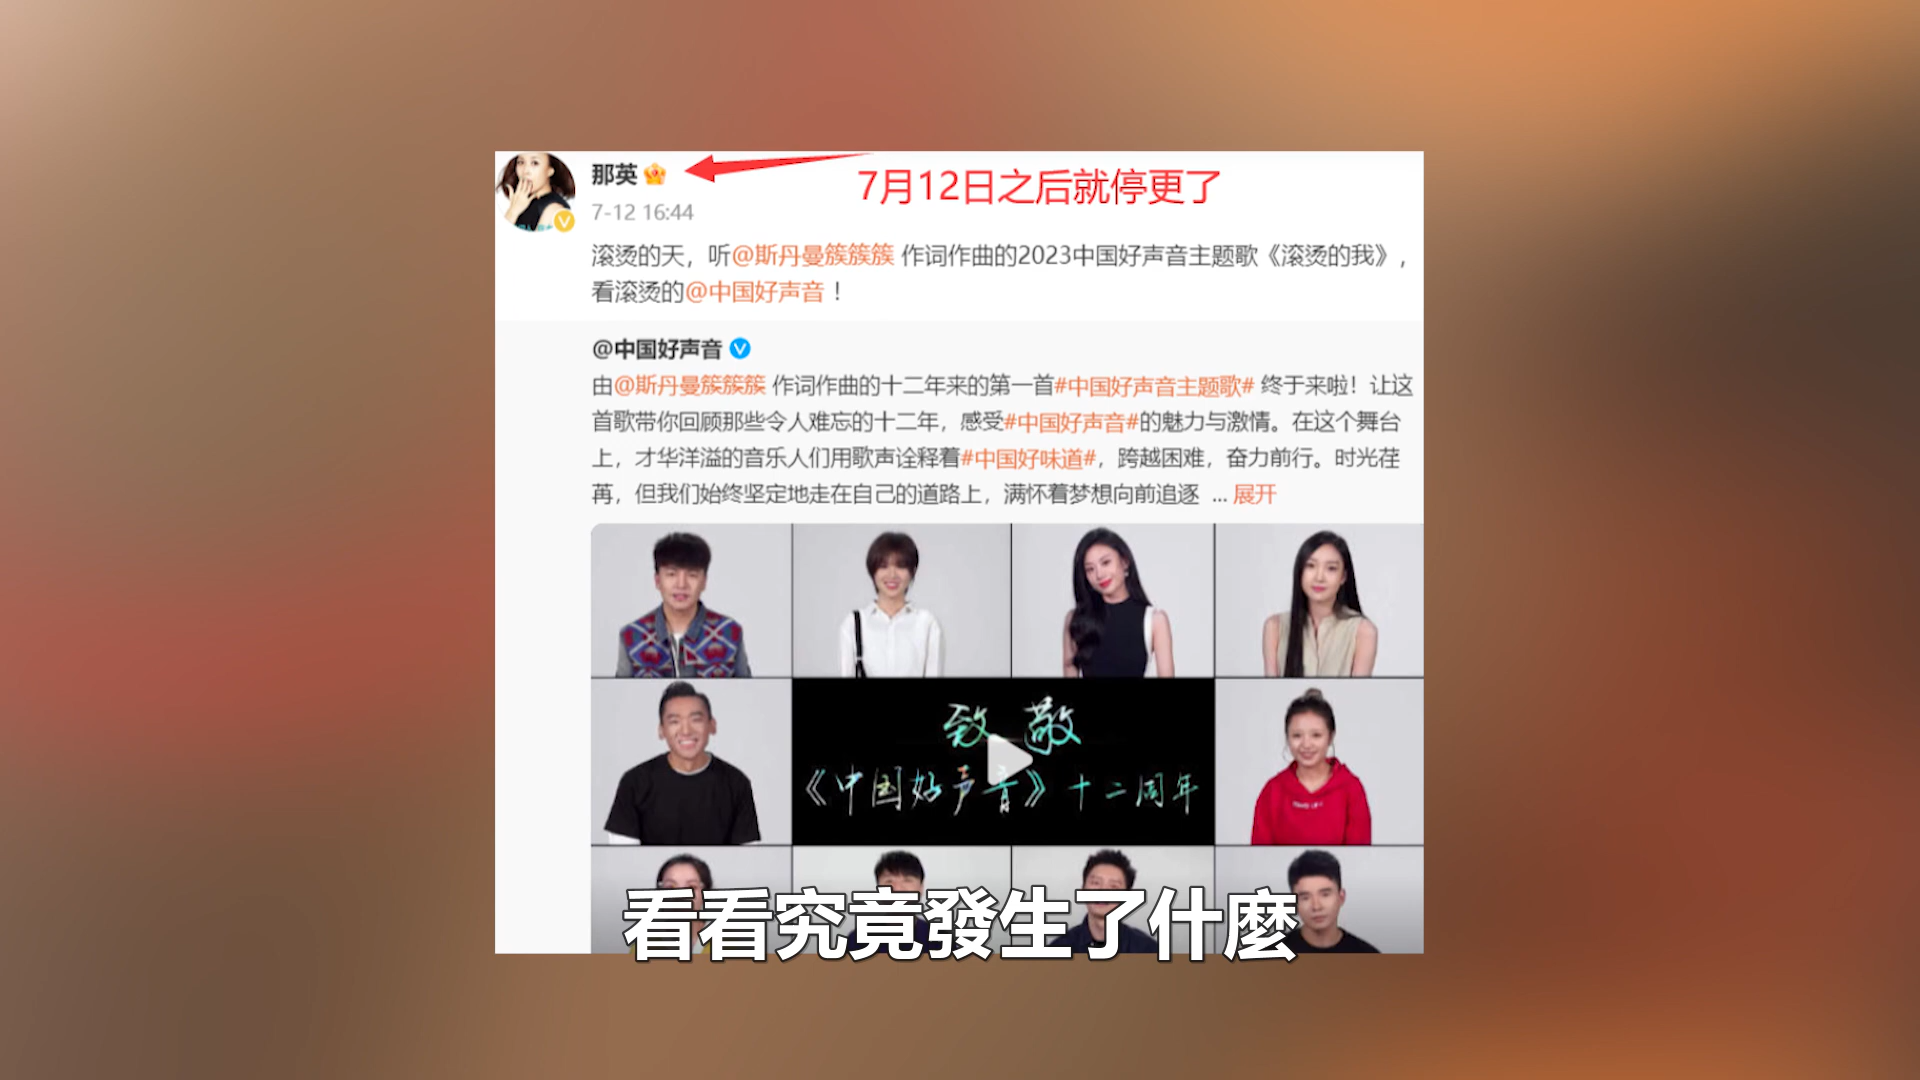 那英
7月12日之后就停更了
7-12 16:44
滚烫的天，听@斯丹曼簇簇簇 作词作曲的2023中国好声音主题歌《滚烫的我》，
看滚烫的@中国好声音！
@中国好声音
由@斯丹曼簇簇簇 作词作曲的十二年来的第一首#中国好声音主题歌# 终于来啦！让这
首歌带你回顾那些令人难忘的十二年，感受#中国好声音#的魅力与激情。在这个舞台
上，才华洋溢的音乐人们用歌声诠释着#中国好味道#，跨越困难，奋力前行。时光荏
苒，但我们始终坚定地走在自己的道路上，满怀着梦想向前追逐 ... 展开
致敬
《中国好声音》十二周年
看看究竟發生了什麼